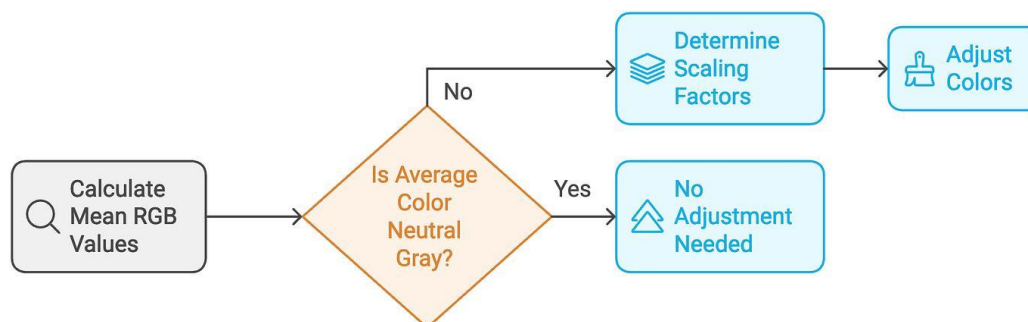 Calculate
Mean RGB
Values
Is Average
Color
Neutral
Gray?
No
Determine
Scaling
Factors
Adjust
Colors
Yes
No
Adjustment
Needed